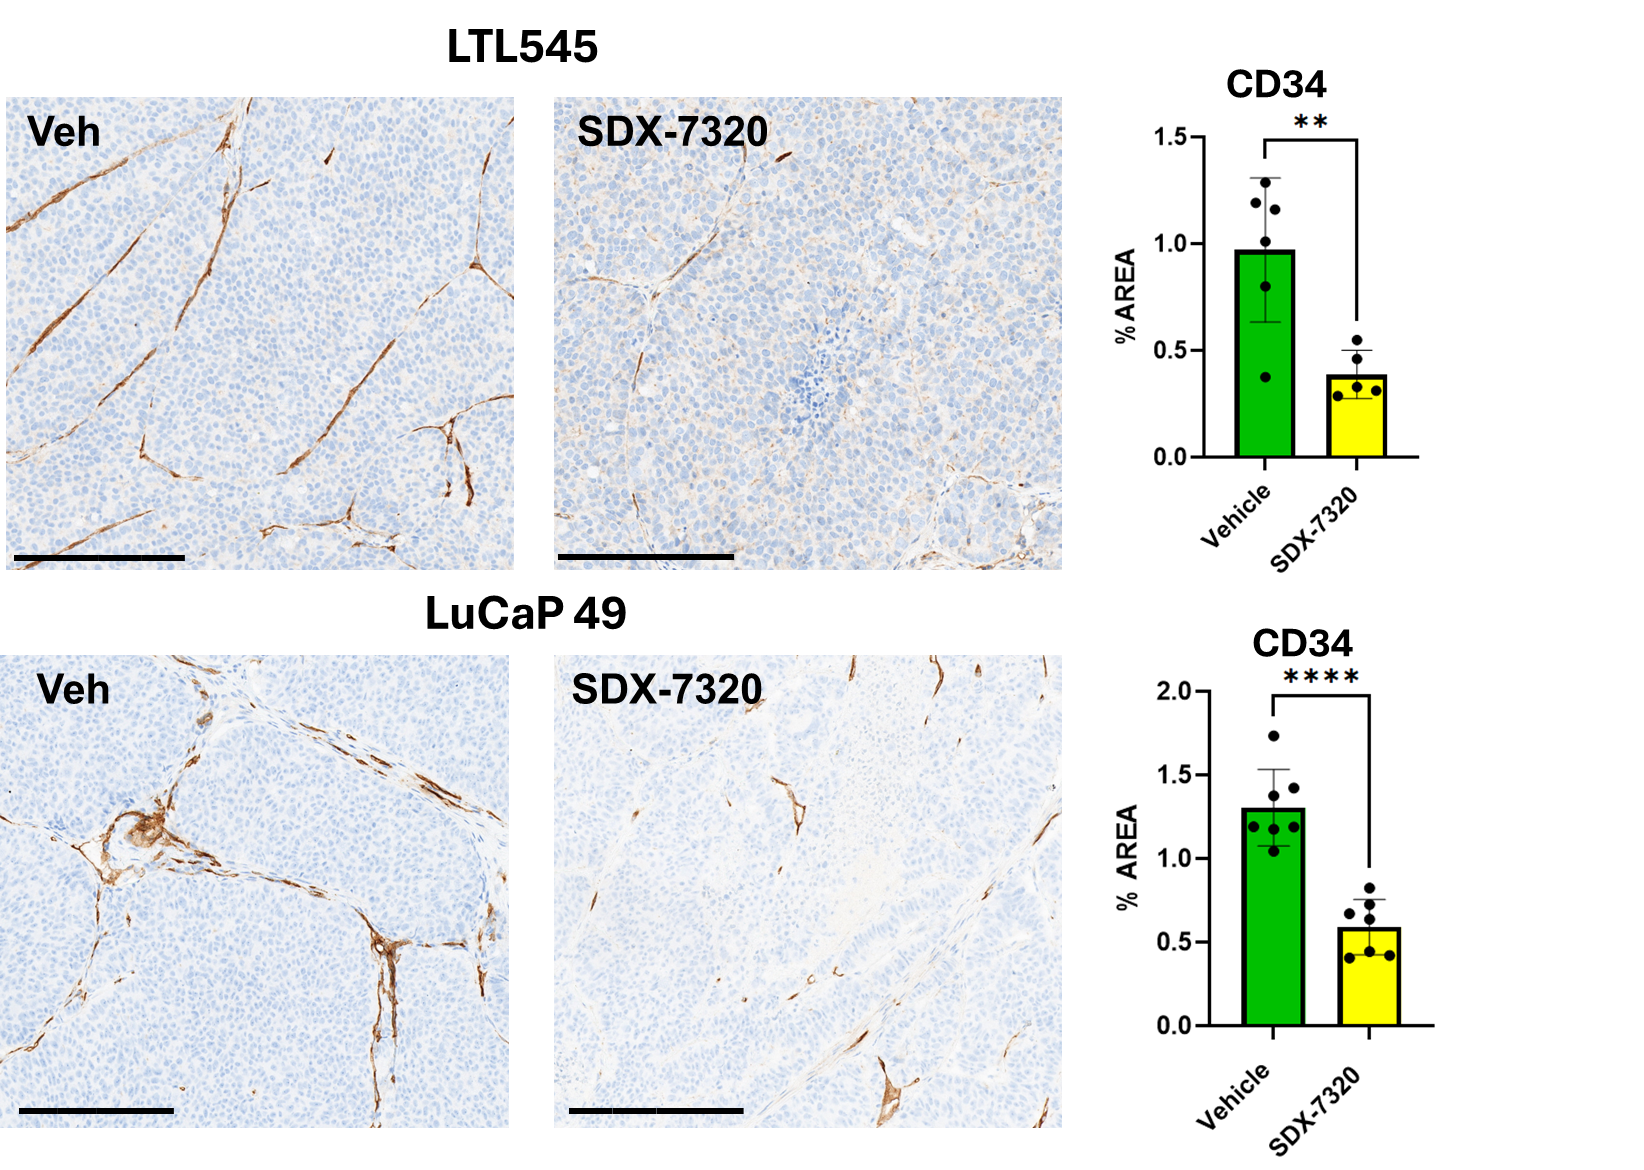 LTL545
Veh
SDX-7320
CD34
**
1.5
1.0
0.5
0.0
% AREA
Vehicle
SDX-7320
LuCaP 49
Veh
SDX-7320
CD34
****
2.0
1.5
1.0
0.5
0.0
% AREA
Vehicle
SDX-7320